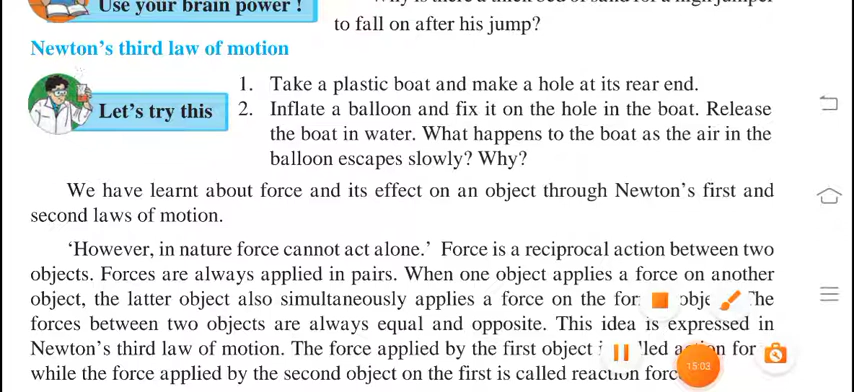 Use your brain power !
to fall on after his jump?
Newton's third law of motion
Let's try this
1. Take a plastic boat and make a hole at its rear end.
2. Inflate a balloon and fix it on the hole in the boat. Release
the boat in water. What happens to the boat as the air in the
balloon escapes slowly? Why?
We have learnt about force and its effect on an object through Newton's first and
second laws of motion.
'However, in nature force cannot act alone.' Force is a reciprocal action between two
objects. Forces are always applied in pairs. When one object applies a force on another
object, the latter object also simultaneously applies a force on the
forces between two objects are always equal and opposite. This idea is expressed in
Newton's third law of motion. The force applied by the first object
while the force applied by the second object on the first is called reaction
15:03